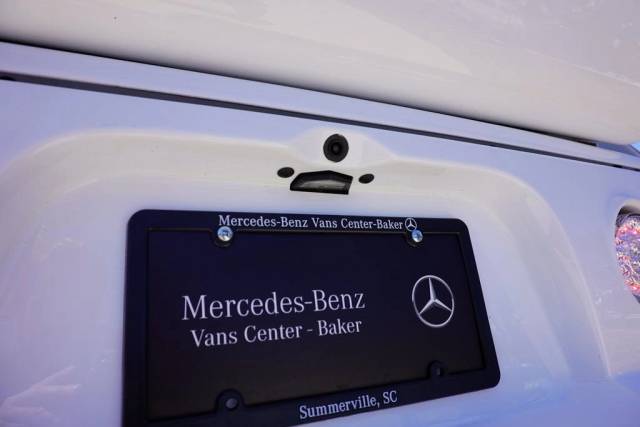 Mercedes-Benz Vans Center-Baker
Mercedes-Benz
Vans Center - Baker
Summerville, SC